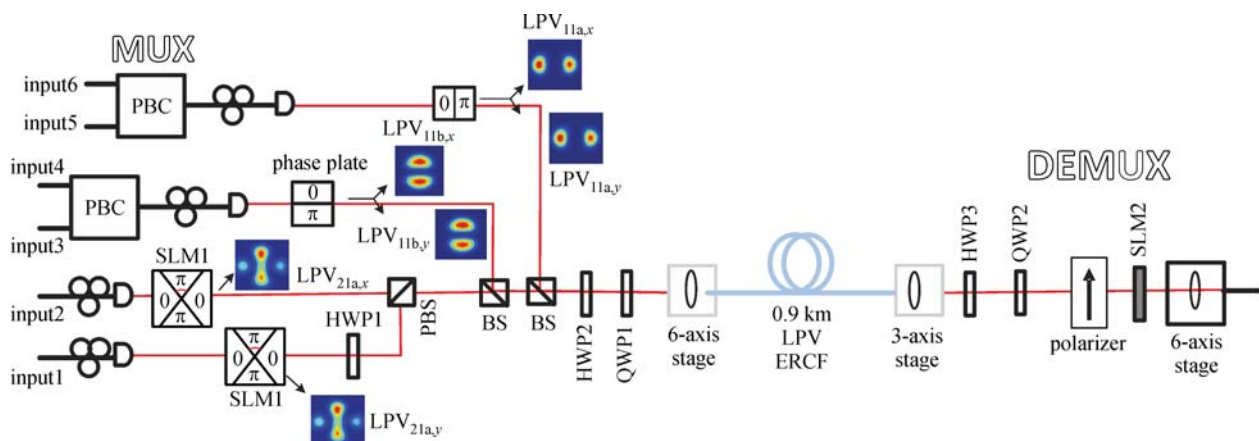 MUX
input6
input5
PBC
0 π
LPV11a,x
LPV11a,y
input4
input3
PBC
phase plate
0
π
LPV11b,x
LPV11b,y
input2
SLM1
π
0 0
π
LPV21a,x
input1
π
0 0
π
SLM1
LPV21a,y
HWP1
PBS
BS
BS
HWP2
QWP1
6-axis
stage
0.9 km
LPV
ERCF
3-axis
stage
DEMUX
HWP3
QWP2
polarizer
SLM2
6-axis
stage